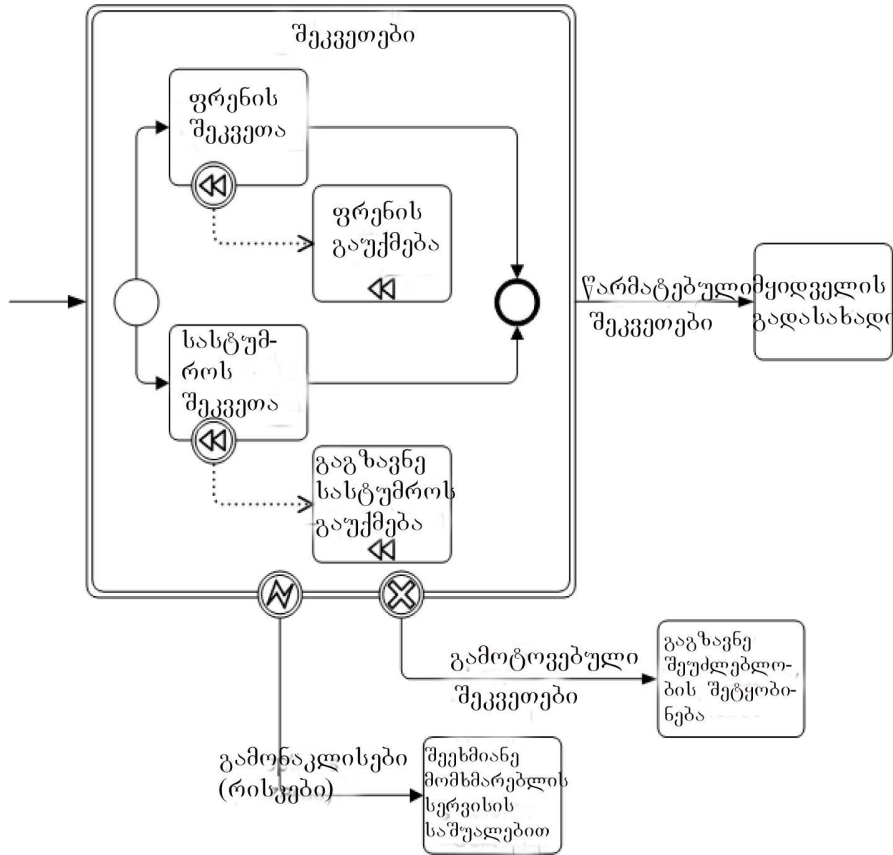 შეკვეთები
ფრენის
შეკვეთა
ფრენის
გაუქმება
წარმატებული
შეკვეთები
მყიდველის
გადასახადი
სასტუმ-
როს
შეკვეთა
გაგზავნე
სასტუმროს
გაუქმება
გამოტოვებული
შეკვეთები
გაგზავნე
შეუძლებლო-
ბის შეტყობი-
ნება
გამონაკლისები
(რისკები)
შეეხმიანე
მომხმარებლის
სერვისის
საშუალებით